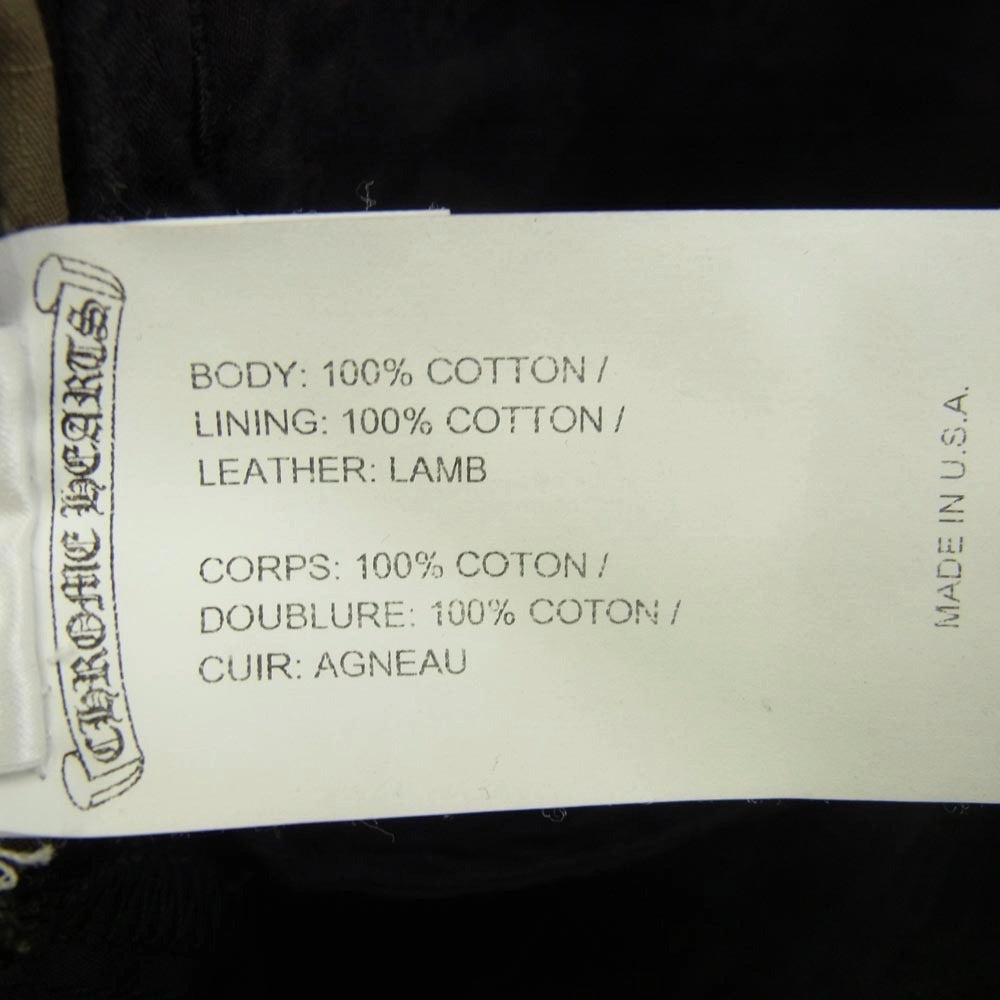 CHROME HEARTS
BODY: 100% COTTON /
LINING: 100% COTTON /
LEATHER: LAMB
CORPS: 100% COTON /
DOUBLURE: 100% COTON /
CUIR: AGNEAU
MADE IN U.S.A.